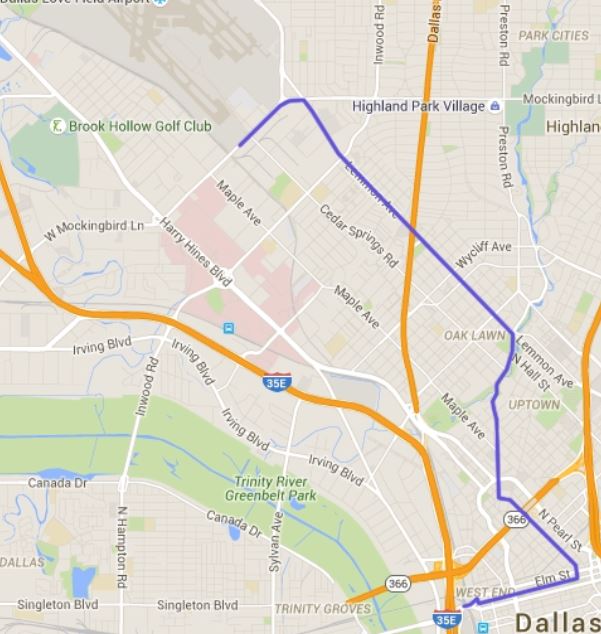 Dallas Love Field Airport
Inwood Rd
Dallas
Preston Rd
PARK CITIES
Highland Park Village
Mockingbird L
Brook Hollow Golf Club
Highlan
Preston Rd
Lemmon Ave
Maple Ave
Cedar Springs Rd
W Mockingbird Ln
Harry Hines Blvd
Wycliff Ave
Maple Ave
OAK LAWN
Lemmon Ave
N Hall St
Irving Blvd
Irving Blvd
Inwood Rd
35E
UPTOWN
Maple Ave
Irving Blvd
Irving Blvd
Trinity River
Greenbelt Park
Canada Dr
N Hampton Rd
Canada Dr
Sylvan Ave
366
N Pearl St
DALLAS
366
Elm St
WEST END
Singleton Blvd
Singleton Blvd
TRINITY GROVES
35E
Dallas